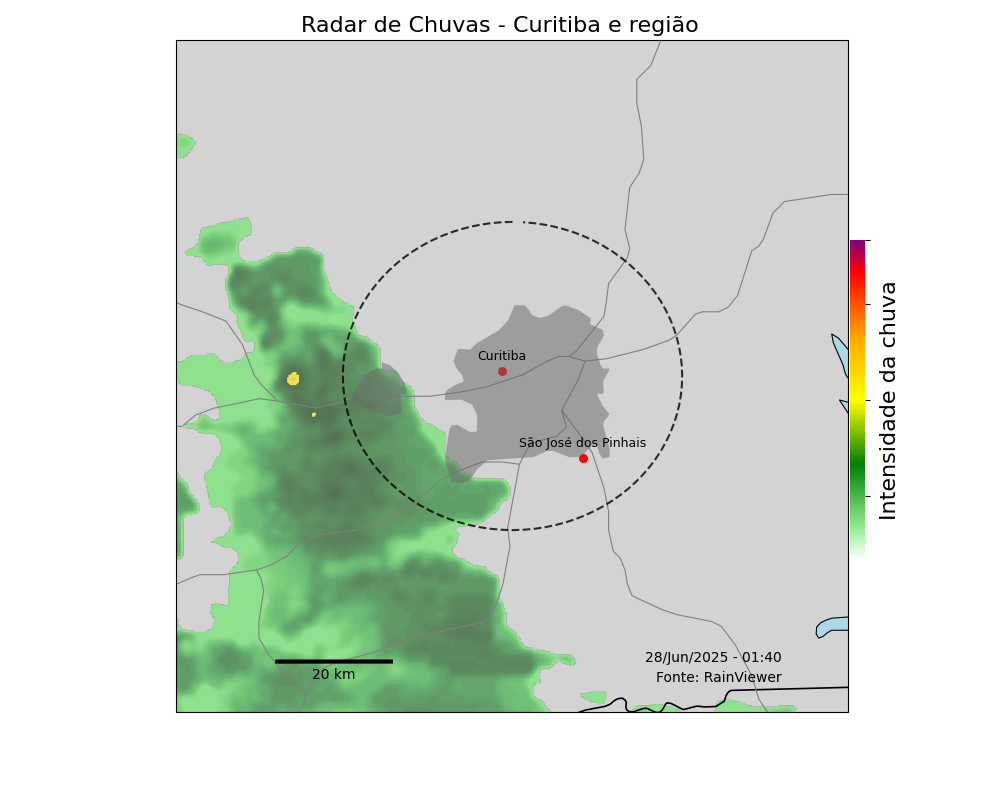 Radar de Chuvas - Curitiba e região
Curitiba
São José dos Pinhais
Intensidade da chuva
28/Jun/2025 - 01:40
20 km
Fonte: RainViewer